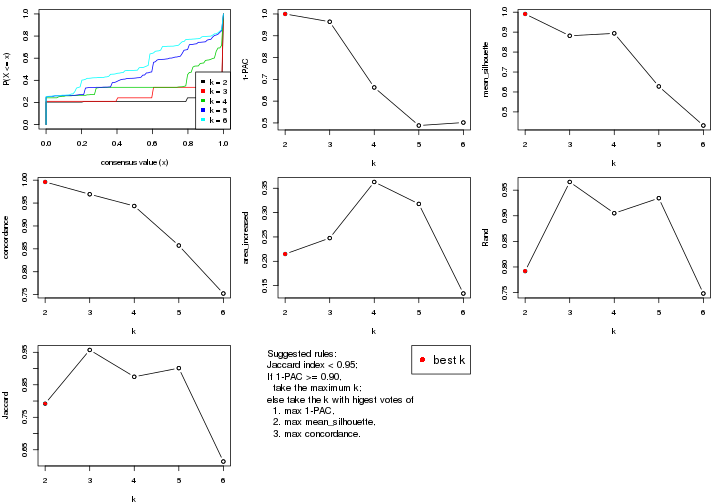 P(X <= x)
1.0
0.8
0.6
0.4
0.2
0.0
k = 2
k = 3
k = 4
k = 5
k = 6
0.0 0.2 0.4 0.6 0.8 1.0
consensus value (x)
1-PAC
1.0
0.9
0.8
0.7
0.6
0.5
2 3 4 5 6
k
mean_silhouette
1.0
0.9
0.8
0.7
0.6
0.5
2 3 4 5 6
k
concordance
1.00
0.95
0.90
0.85
0.80
0.75
2 3 4 5 6
k
area_increased
0.35
0.30
0.25
0.20
0.15
2 3 4 5 6
k
Rand
0.95
0.90
0.85
0.80
0.75
2 3 4 5 6
k
Jaccard
0.95
0.85
0.75
0.65
2 3 4 5 6
k
Suggested rules:
Jaccard index < 0.95;
If 1-PAC >= 0.90,
take the maximum k;
else take the k with higest votes of
1. max 1-PAC,
2. max mean_silhouette,
3. max concordance.
best k